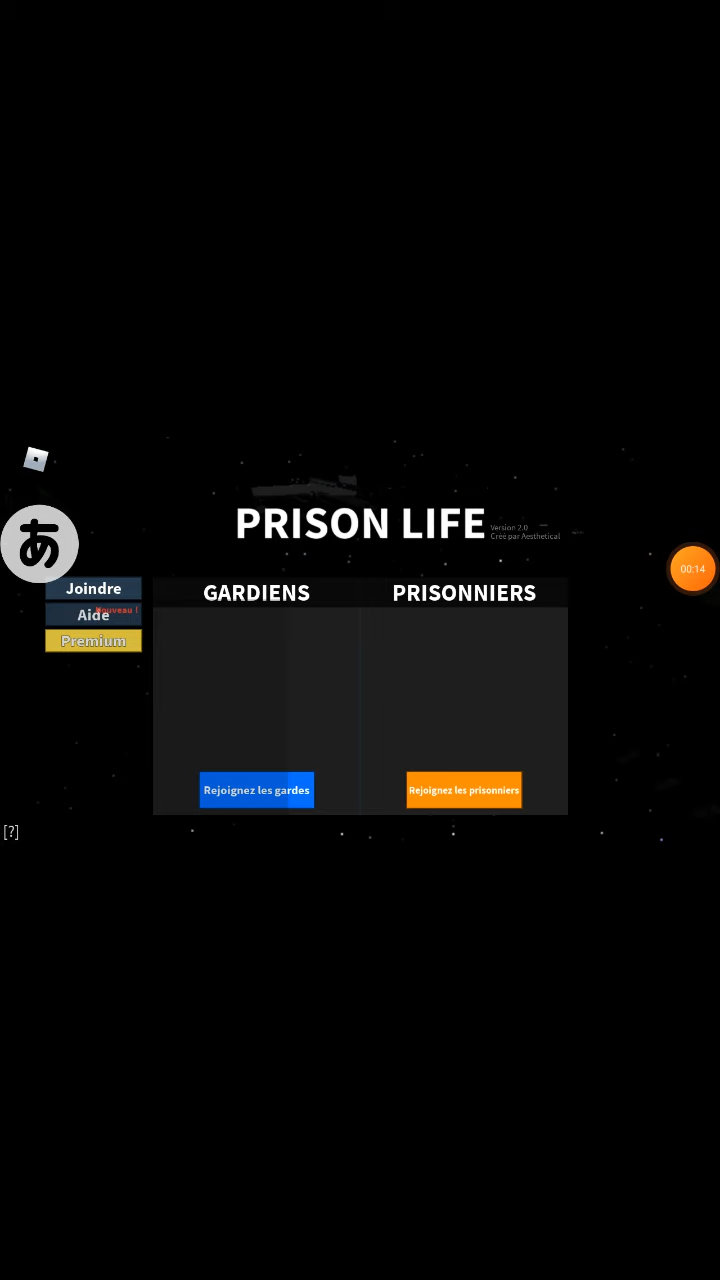 PRISON LIFE
Version 2.0
Créé par Aesthetical
あ
00:14
Joindre
Nouveau !
Aide
Premium
GARDIENS
PRISONNIERS
Rejoignez les gardes
Rejoignez les prisonniers
[?]